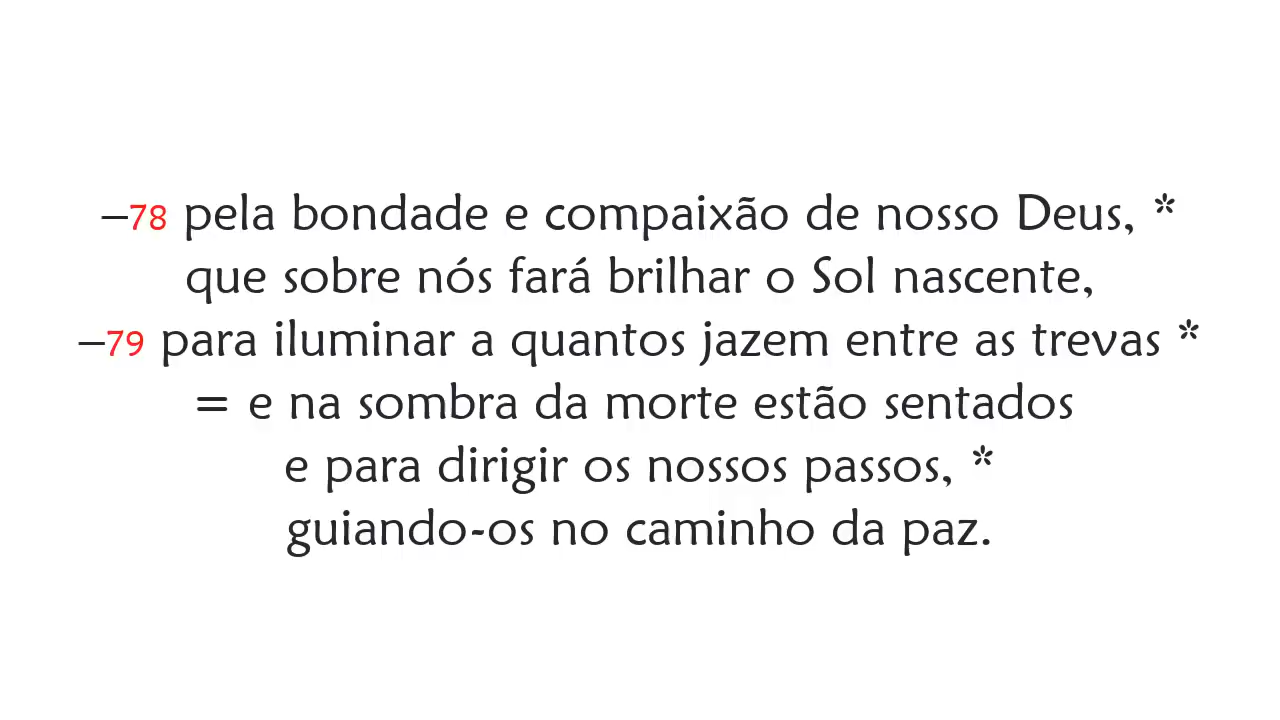 –78 pela bondade e compaixão de nosso Deus, *
que sobre nós fará brilhar o Sol nascente,
–79 para iluminar a quantos jazem entre as trevas *
= e na sombra da morte estão sentados
e para dirigir os nossos passos, *
guiando-os no caminho da paz.